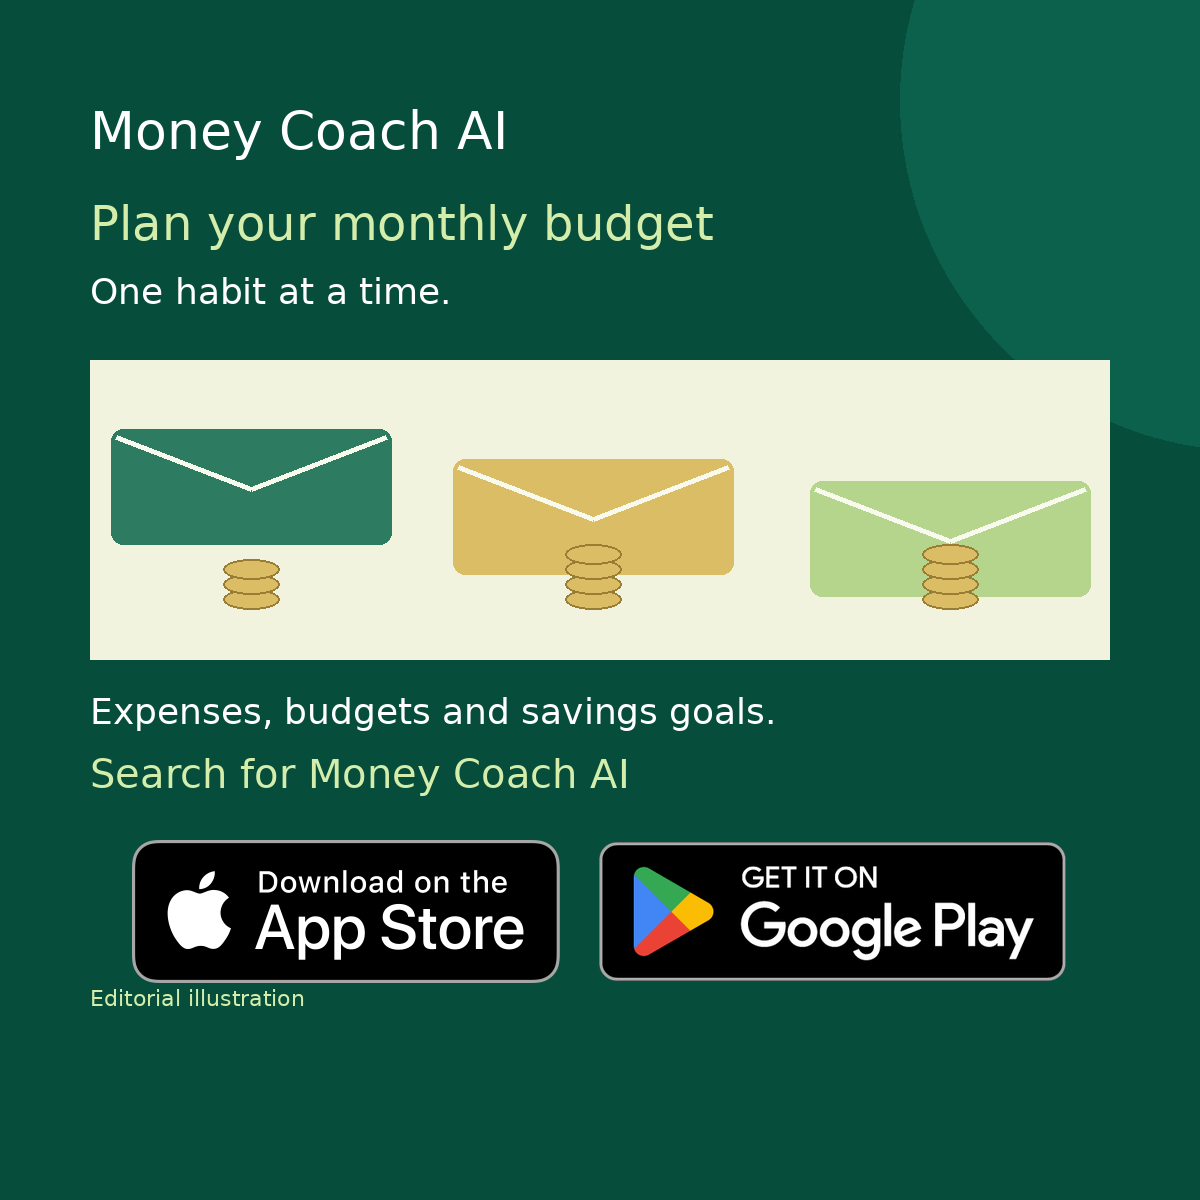 Money Coach AI
Plan your monthly budget
One habit at a time.
Expenses, budgets and savings goals.
Search for Money Coach AI
Download on the
App Store
GET IT ON
Google Play
Editorial illustration